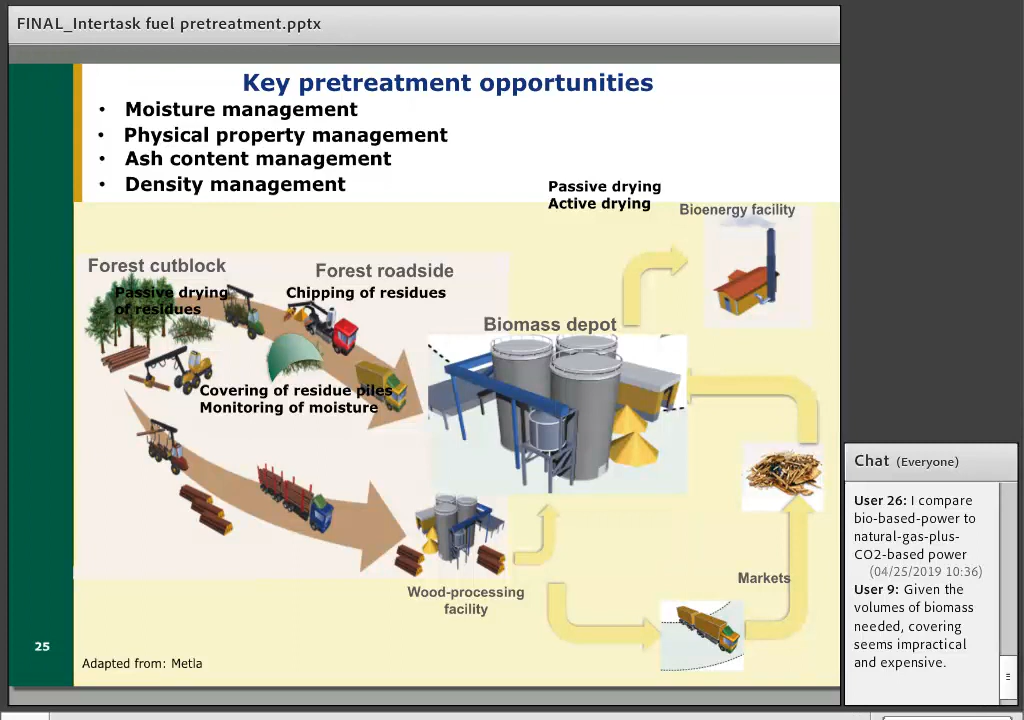 FINAL_Intertask fuel pretreatment.pptx
Key pretreatment opportunities
• Moisture management
• Physical property management
• Ash content management
• Density management
Passive drying
Active drying
Bioenergy facility
Forest cutblock
Forest roadside
Passive drying
of residues
Chipping of residues
Biomass depot
Covering of residue piles
Monitoring of moisture
Wood-processing
facility
Markets
25
Adapted from: Metla
Chat (Everyone)
User 26: I compare
bio-based-power to
natural-gas-plus-
CO2-based power
(04/25/2019 10:36)
User 9: Given the
volumes of biomass
needed, covering
seems impractical
and expensive.